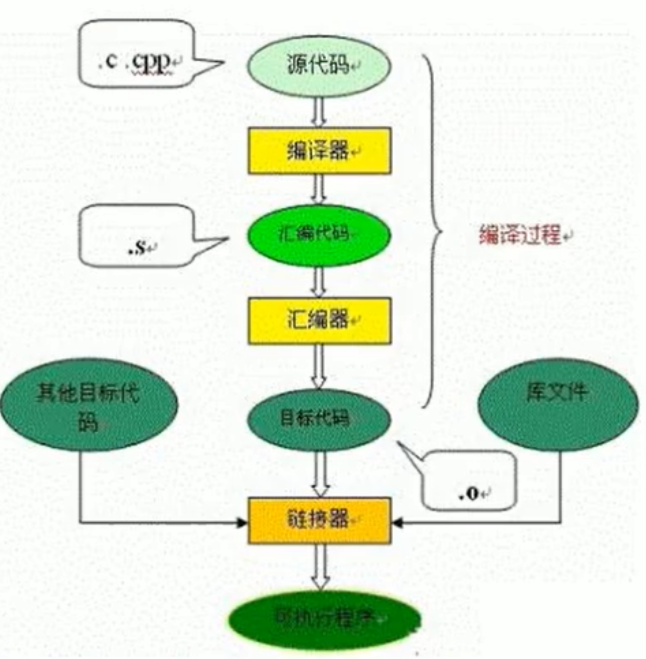 .c .cpp
源代码
编译器
.s
汇编代码
编译过程
汇编器
其他目标代
码
目标代码
库文件
.o
链接器
可执行程序